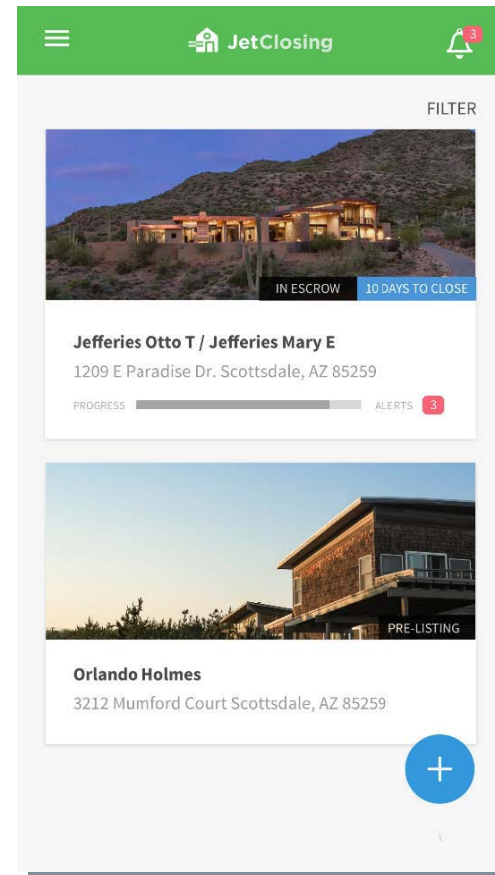 JetClosing
3
FILTER
IN ESCROW 10 DAYS TO CLOSE
Jefferies Otto T / Jefferies Mary E
1209 E Paradise Dr. Scottsdale, AZ 85259
PROGRESS ALERTS 3
PRE-LISTING
Orlando Holmes
3212 Mumford Court Scottsdale, AZ 85259